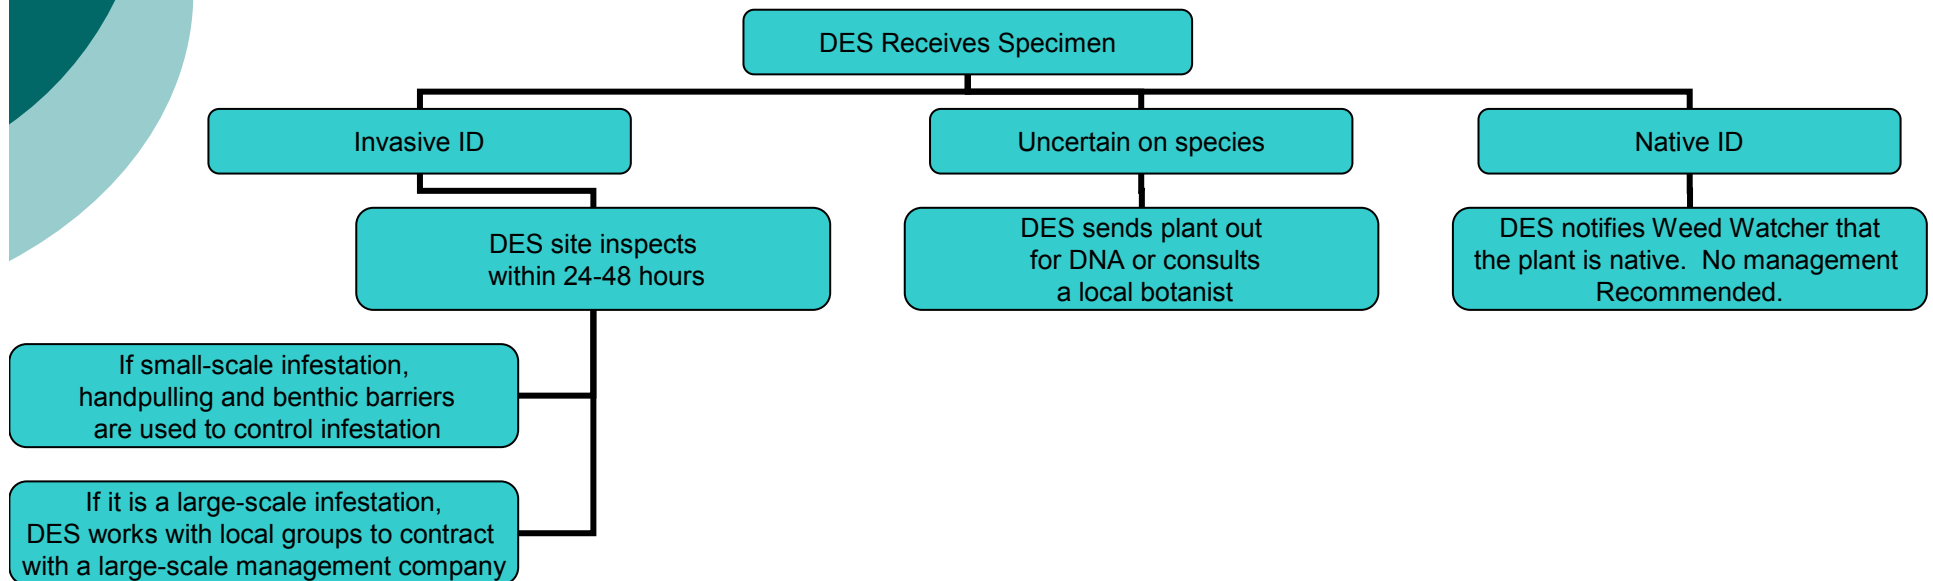 DES Receives Specimen
Invasive ID
Uncertain on species
Native ID
DES site inspects
within 24-48 hours
DES sends plant out
for DNA or consults
a local botanist
DES notifies Weed Watcher that
the plant is native.  No management
Recommended.
If small-scale infestation,
handpulling and benthic barriers
are used to control infestation
If it is a large-scale infestation,
DES works with local groups to contract
with a large-scale management company